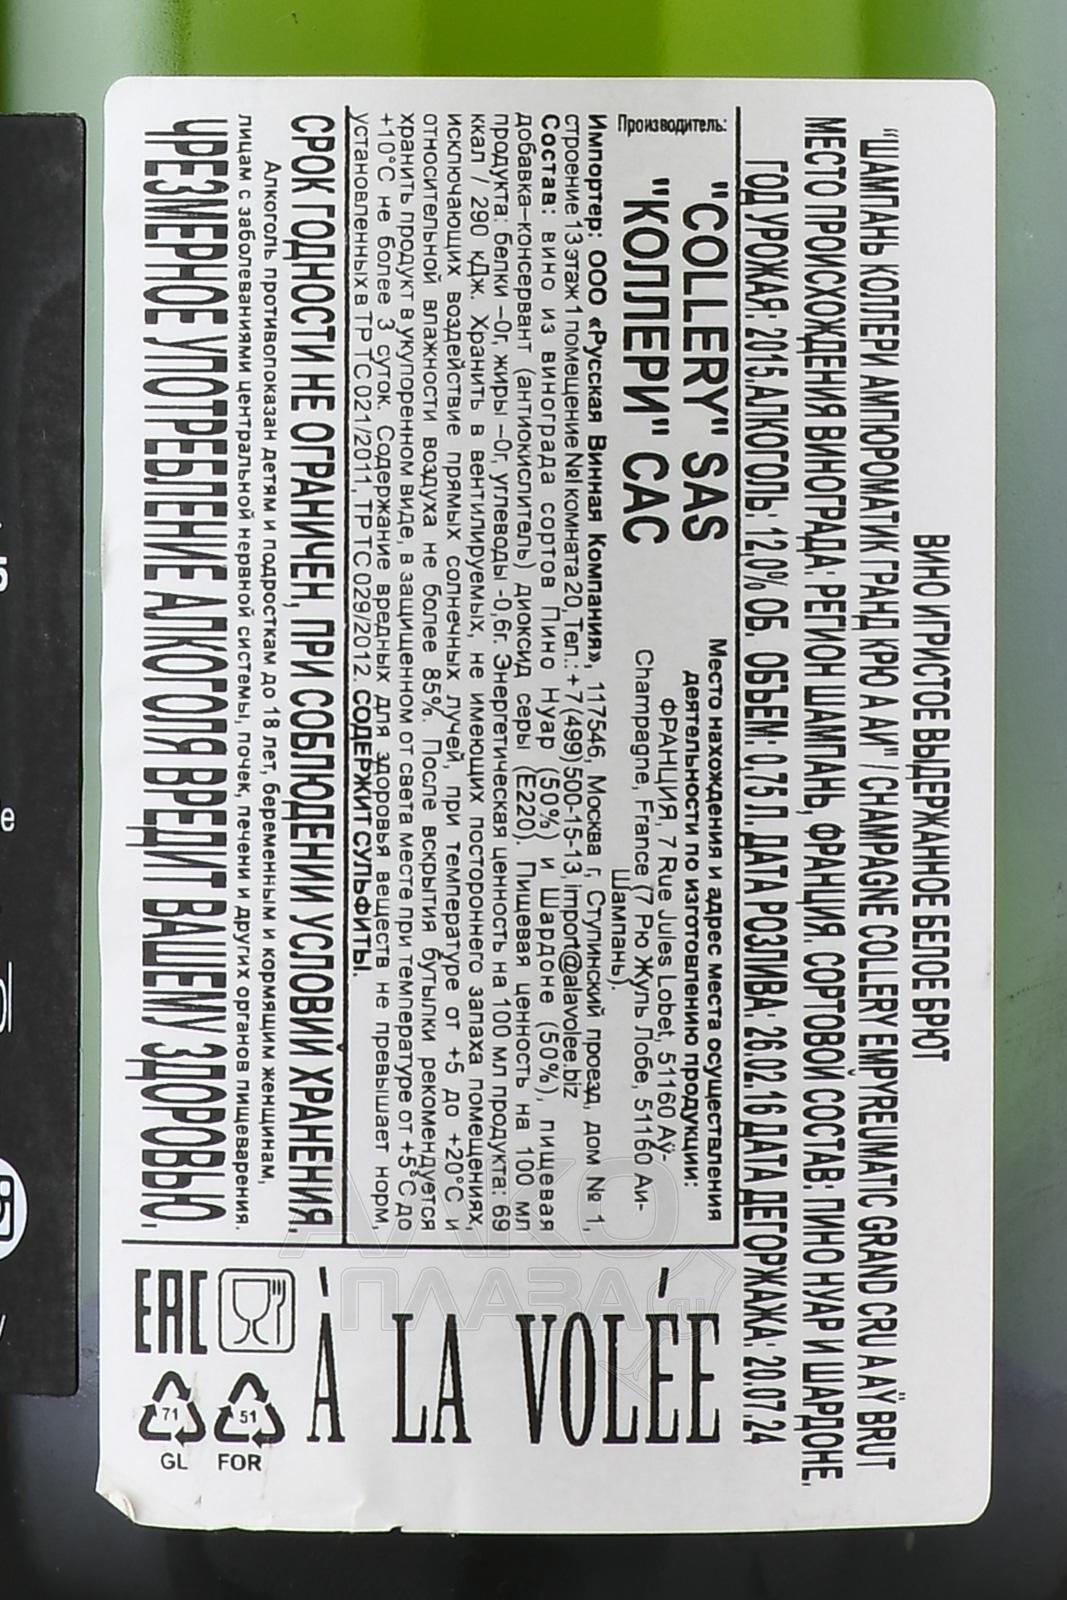 ВИНО ИГРИСТОЕ ВЫДЕРЖАННОЕ БЕЛОЕ БРЮТ
"ШАМПАНЬ КОЛЛЕРИ АМПЮРОМАТИК ГРАНД КРЮ А АИ" / CHAMPAGNE COLLERY EMPYREUMATIC GRAND CRU A AŸ BRUT
МЕСТО ПРОИСХОЖДЕНИЯ ВИНОГРАДА: РЕГИОН ШАМПАНЬ, ФРАНЦИЯ. СОРТОВОЙ СОСТАВ: ПИНО НУАР И ШАРДОНЕ.
ГОД УРОЖАЯ: 2015.АЛКОГОЛЬ: 12,0% ОБ. ОБЪЕМ: 0,75 Л. ДАТА РОЗЛИВА: 26.02.16 ДАТА ДЕГОРЖАЖА: 20.07.24
Производитель:
"COLLERY" SAS
"КОЛЛЕРИ" САС
Место нахождения и адрес места осуществления
деятельности по изготовлению продукции:
ФРАНЦИЯ, 7 Rue Jules Lobet, 51160 Aÿ-
Champagne, France (7 Рю Жуль Лобе, 51160 Аи-
Шампань).
Импортер: ООО «Русская Винная Компания», 117546, Москва г, Ступинский проезд, дом № 1,
строение 13 этаж 1 помещение №I комната 20, Тел.: +7(499)500-15-13, import@alavolee.biz
Состав: вино из винограда сортов Пино Нуар (50%) и Шардоне (50%), пищевая
добавка–консервант (антиокислитель) диоксид серы (Е220). Пищевая ценность на 100 мл
продукта: белки –0г, жиры –0г, углеводы -0,6г. Энергетическая ценность на 100 мл продукта: 69
ккал / 290 кДж. Хранить в вентилируемых, не имеющих постороннего запаха помещениях,
исключающих воздействие прямых солнечных лучей, при температуре от +5 до +20°С и
относительной влажности воздуха не более 85%. После вскрытия бутылки рекомендуется
хранить продукт в укупоренном виде, в защищенном от света месте при температуре от +5°С до
+10°С не более 3 суток. Содержание вредных для здоровья веществ не превышает норм,
установленных в ТР ТС 021/2011, ТР ТС 029/2012. СОДЕРЖИТ СУЛЬФИТЫ.
СРОК ГОДНОСТИ НЕ ОГРАНИЧЕН, ПРИ СОБЛЮДЕНИИ УСЛОВИЙ ХРАНЕНИЯ.
Алкоголь противопоказан детям и подросткам до 18 лет, беременным и кормящим женщинам,
лицам с заболеваниями центральной нервной системы, почек, печени и других органов пищеварения.
ЧРЕЗМЕРНОЕ УПОТРЕБЛЕНИЕ АЛКОГОЛЯ ВРЕДИТ ВАШЕМУ ЗДОРОВЬЮ.
À LA VOLÉE
EAC
71
GL
51
FOR
АЛКО
ПЛАЗА
.RU